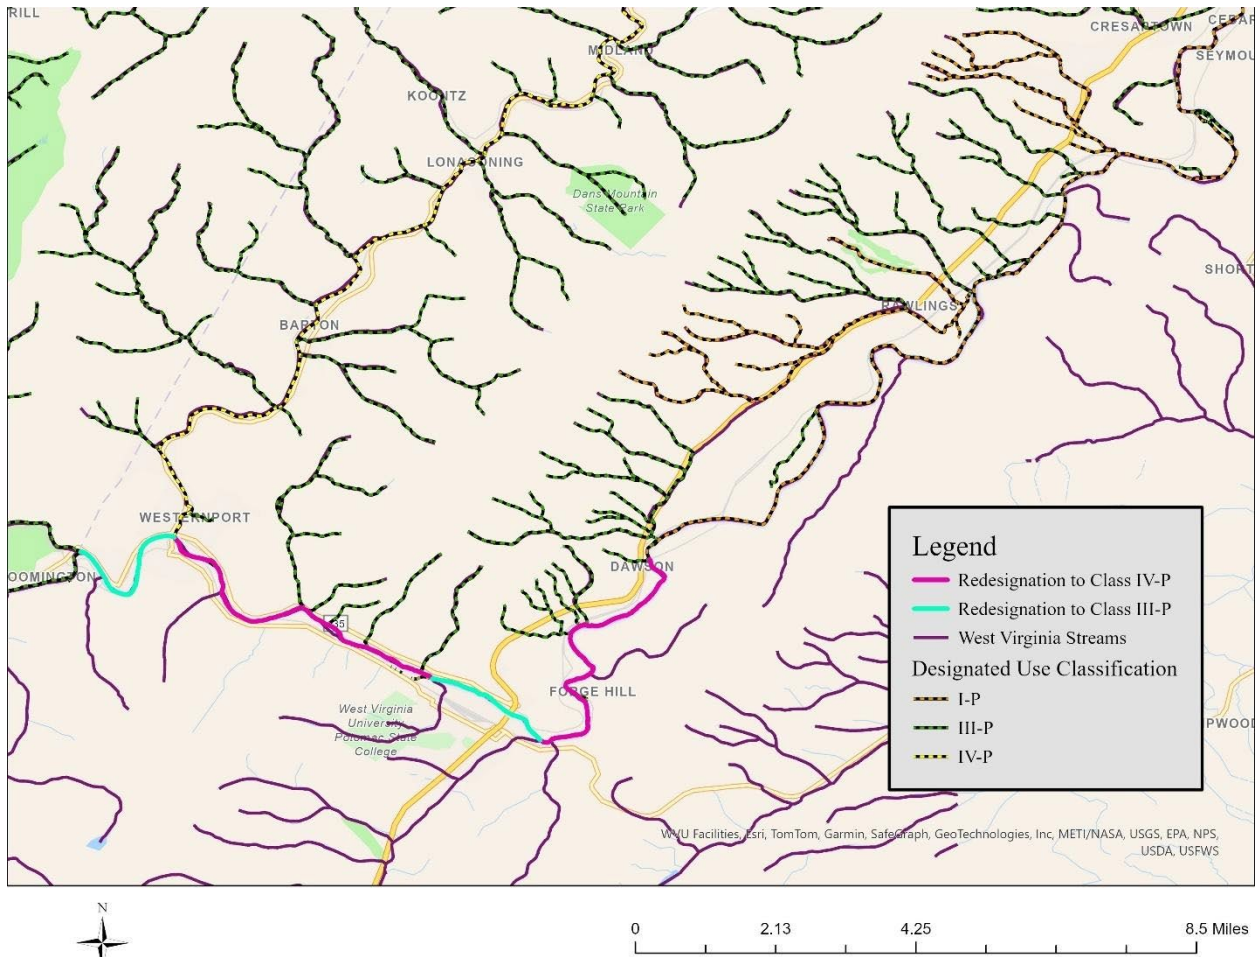 RILL
CRESAPTOWN
CEDAR
MIDLAND
SEYMOU
KOONTZ
LONACONING
Dans Mountain
State Park
SHORT
RAWLINGS
BARTON
WESTERNPORT
OOMINGTON
DAWSON
FORGE HILL
West Virginia
University
Potomac State
College
PWOOD
Legend
Redesignation to Class IV-P
Redesignation to Class III-P
West Virginia Streams
Designated Use Classification
I-P
III-P
IV-P
WVU Facilities, Esri, TomTom, Garmin, SafeGraph, GeoTechnologies, Inc, METI/NASA, USGS, EPA, NPS,
USDA, USFWS
N
0 2.13 4.25 8.5 Miles